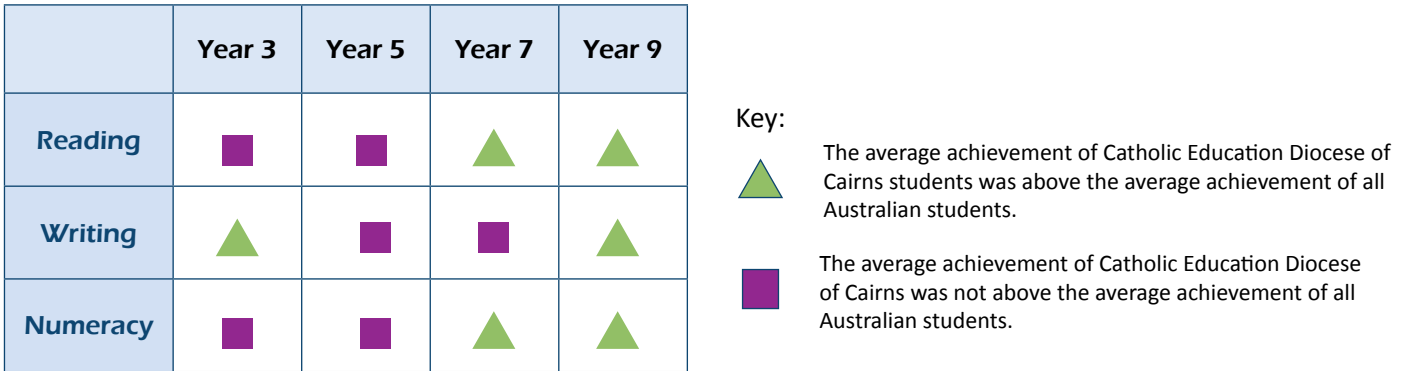 Year 3 Year 5 Year 7 Year 9
Reading
Writing
Numeracy
Key:
The average achievement of Catholic Education Diocese of
Cairns students was above the average achievement of all
Australian students.
The average achievement of Catholic Education Diocese
of Cairns was not above the average achievement of all
Australian students.